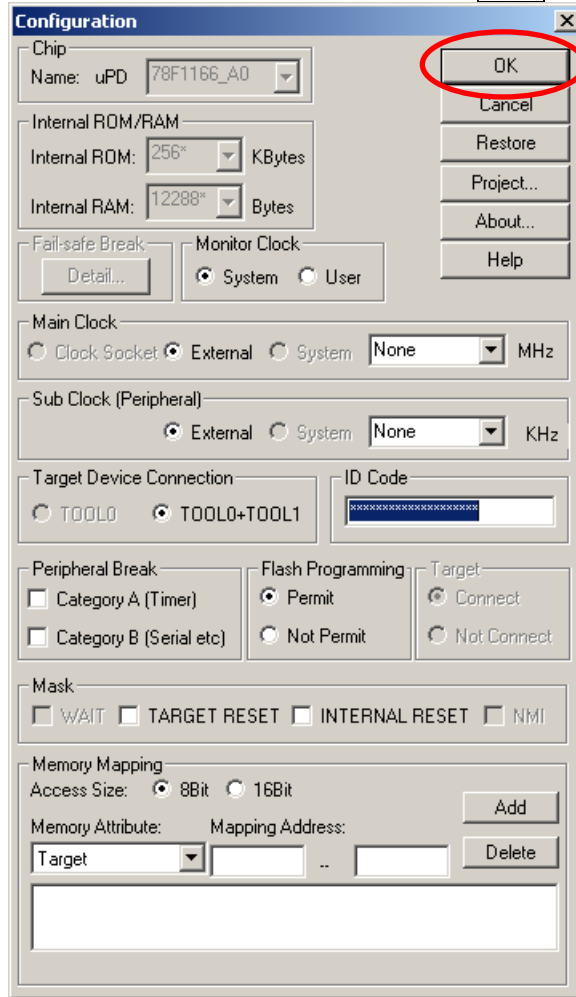 Configuration
Chip
Name: uPD 78F1166_A0
OK
Cancel
Internal ROM/RAM
Internal ROM: 256* KBytes
Internal RAM: 12288* Bytes
Restore
Project...
About...
Help
Fail-safe Break
Detail...
Monitor Clock
System User
Main Clock
Clock Socket External System None MHz
Sub Clock (Peripheral)
External System None KHz
Target Device Connection
TOOL0 TOOL0+TOOL1
ID Code
********************
Peripheral Break
Category A (Timer)
Category B (Serial etc)
Flash Programming
Permit
Not Permit
Target
Connect
Not Connect
Mask
WAIT TARGET RESET INTERNAL RESET NMI
Memory Mapping
Access Size: 8Bit 16Bit
Add
Memory Attribute: Mapping Address:
Target .. Delete